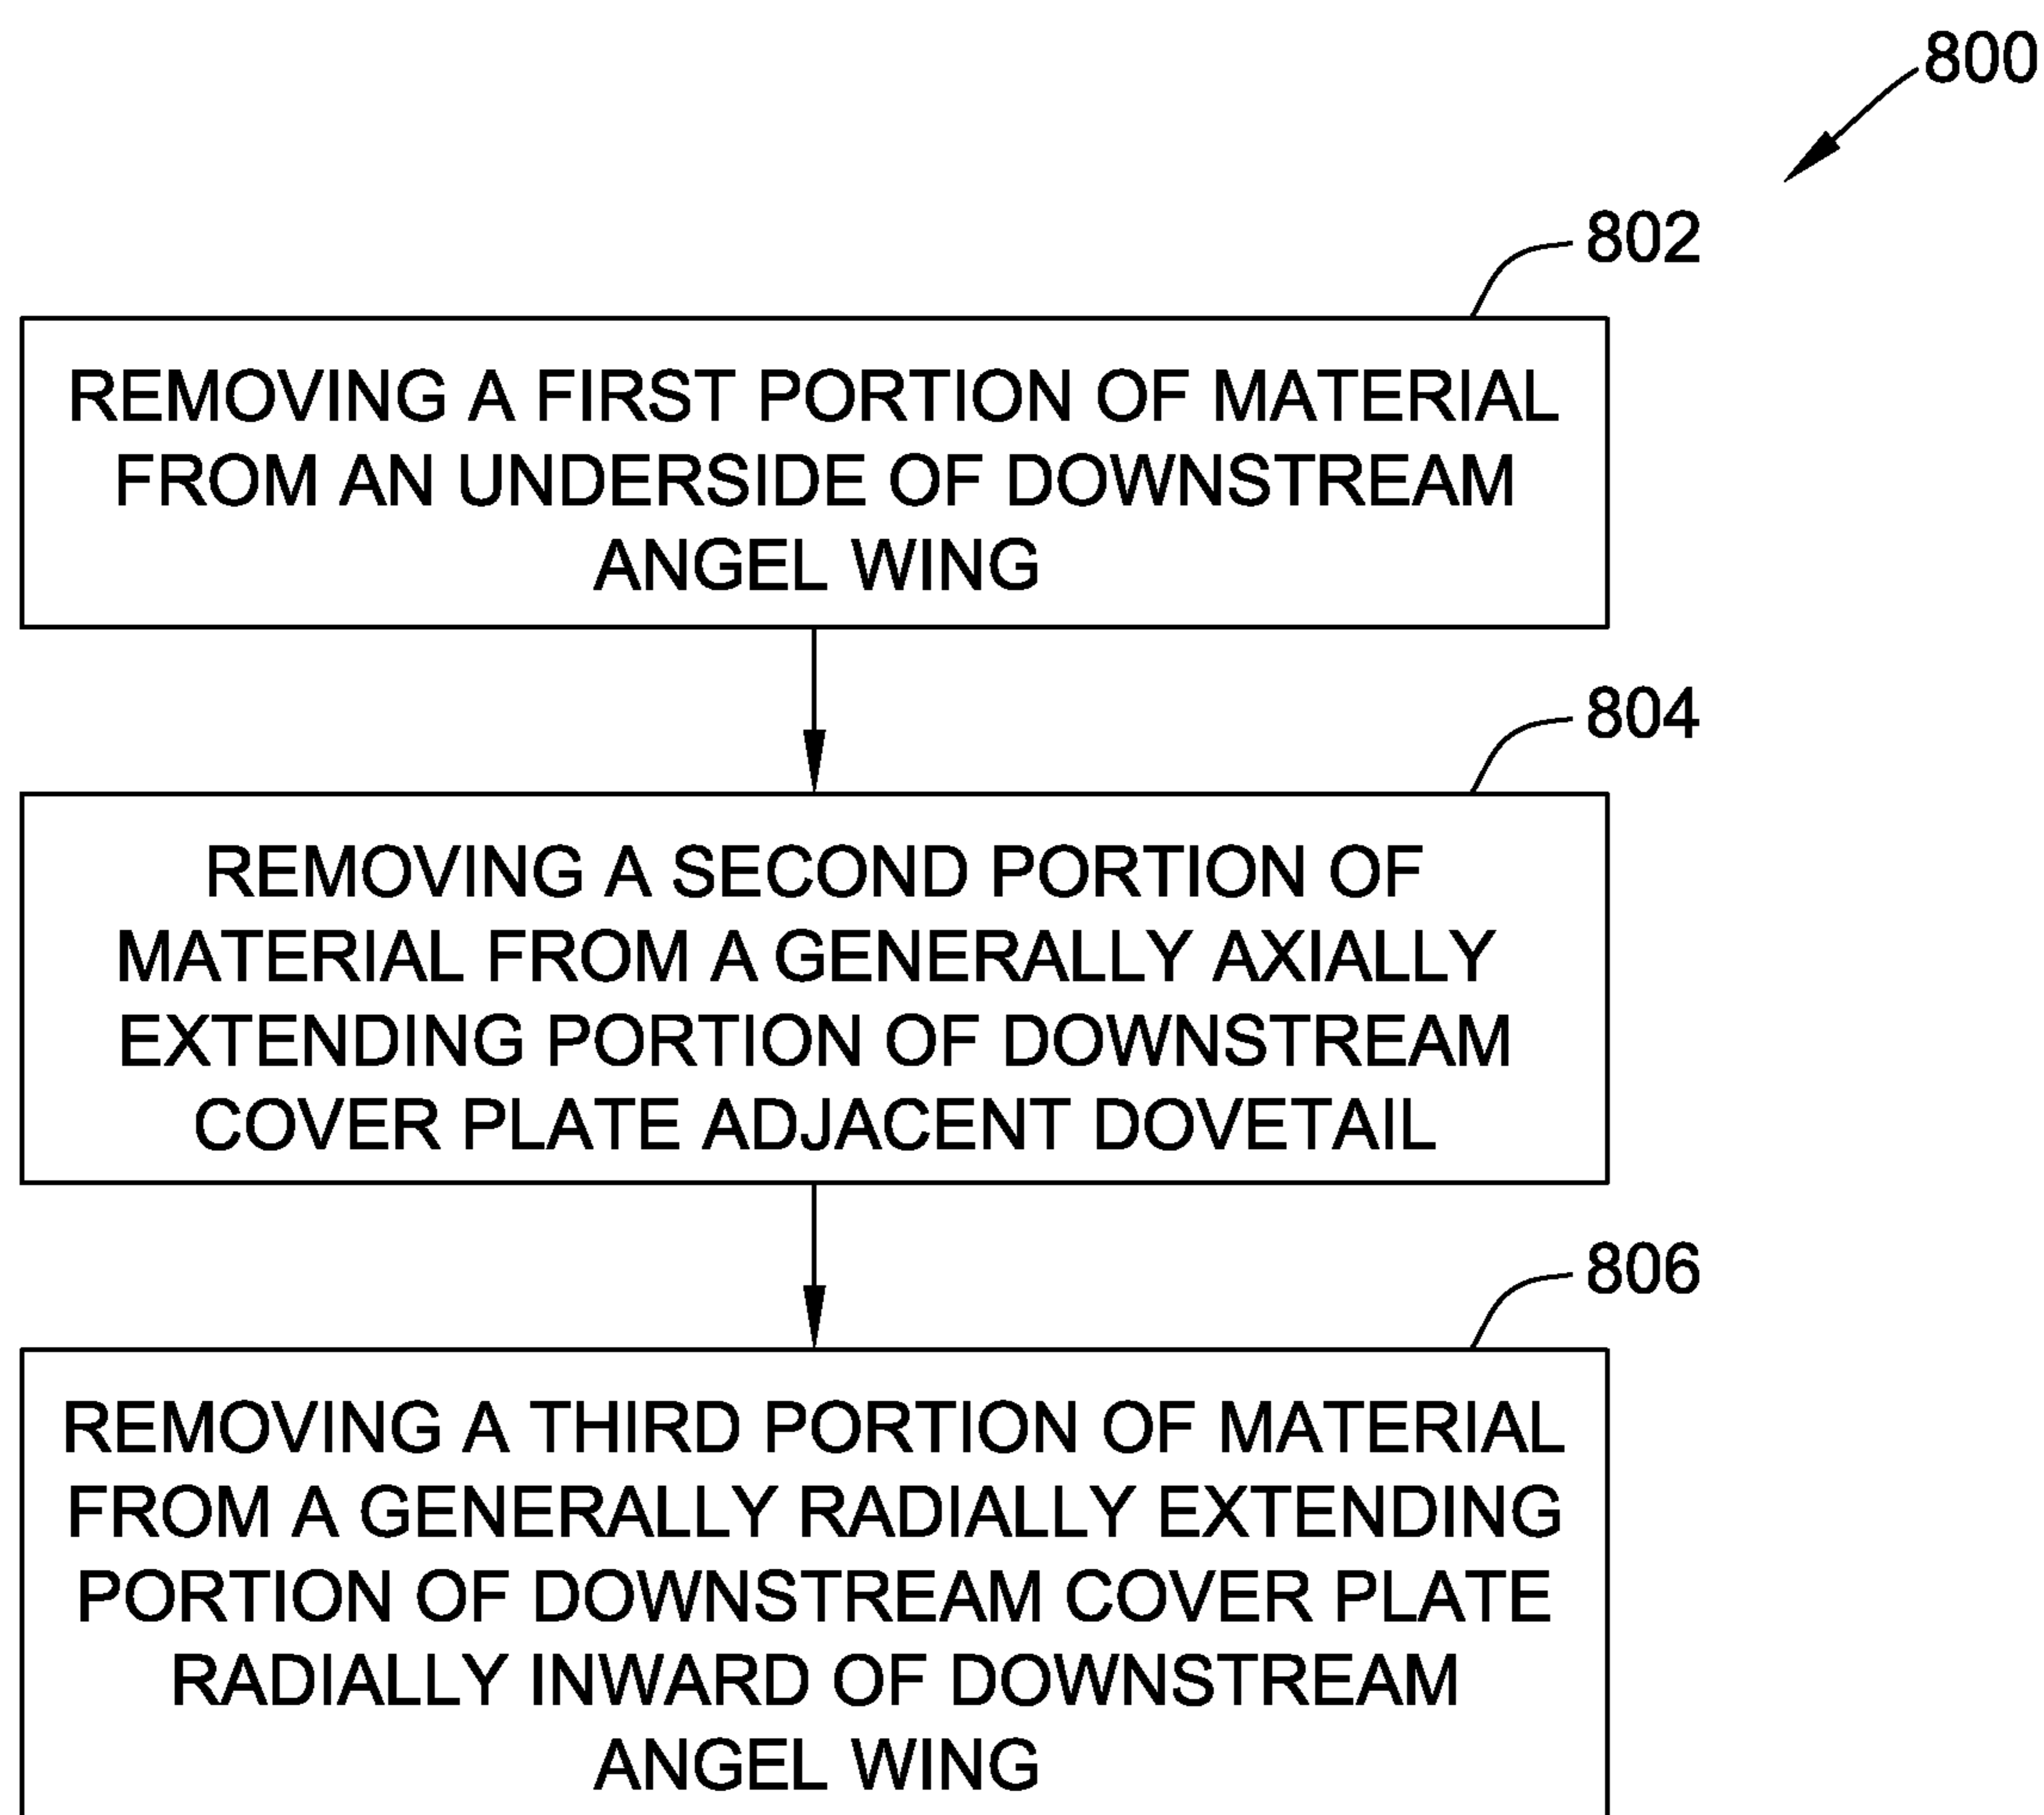 800
802
REMOVING A FIRST PORTION OF MATERIAL
FROM AN UNDERSIDE OF DOWNSTREAM
ANGEL WING
804
REMOVING A SECOND PORTION OF
MATERIAL FROM A GENERALLY AXIALLY
EXTENDING PORTION OF DOWNSTREAM
COVER PLATE ADJACENT DOVETAIL
806
REMOVING A THIRD PORTION OF MATERIAL
FROM A GENERALLY RADIALLY EXTENDING
PORTION OF DOWNSTREAM COVER PLATE
RADIALLY INWARD OF DOWNSTREAM
ANGEL WING